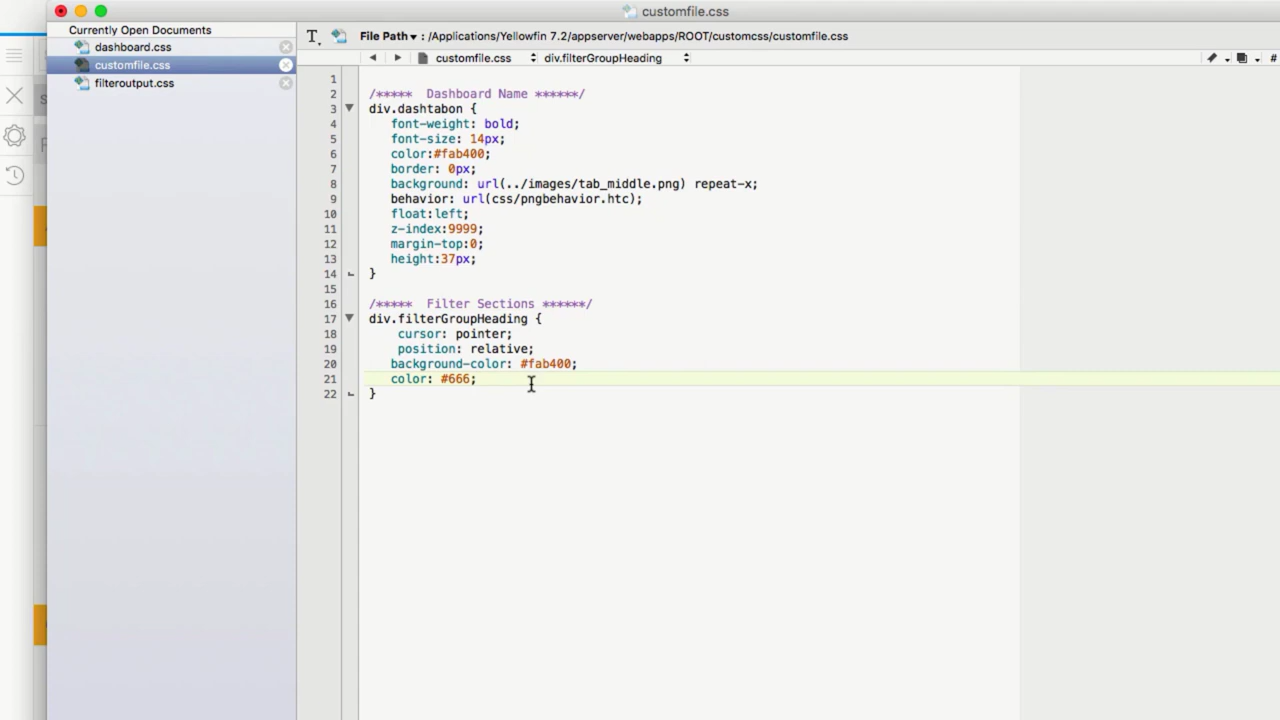 customfile.css
Currently Open Documents
dashboard.css
customfile.css
filteroutput.css
T. File Path ▾ : /Applications/Yellowfin 7.2/appserver/webapps/ROOT/customcss/customfile.css
customfile.css div.filterGroupHeading #
1
2 /***** Dashboard Name ******/
3 div.dashtabon {
4 font-weight: bold;
5 font-size: 14px;
6 color:#fab400;
7 border: 0px;
8 background: url(../images/tab_middle.png) repeat-x;
9 behavior: url(css/pngbehavior.htc);
10 float:left;
11 z-index:9999;
12 margin-top:0;
13 height:37px;
14 }
15
16 /***** Filter Sections ******/
17 div.filterGroupHeading {
18 cursor: pointer;
19 position: relative;
20 background-color: #fab400;
21 color: #666;
22 }